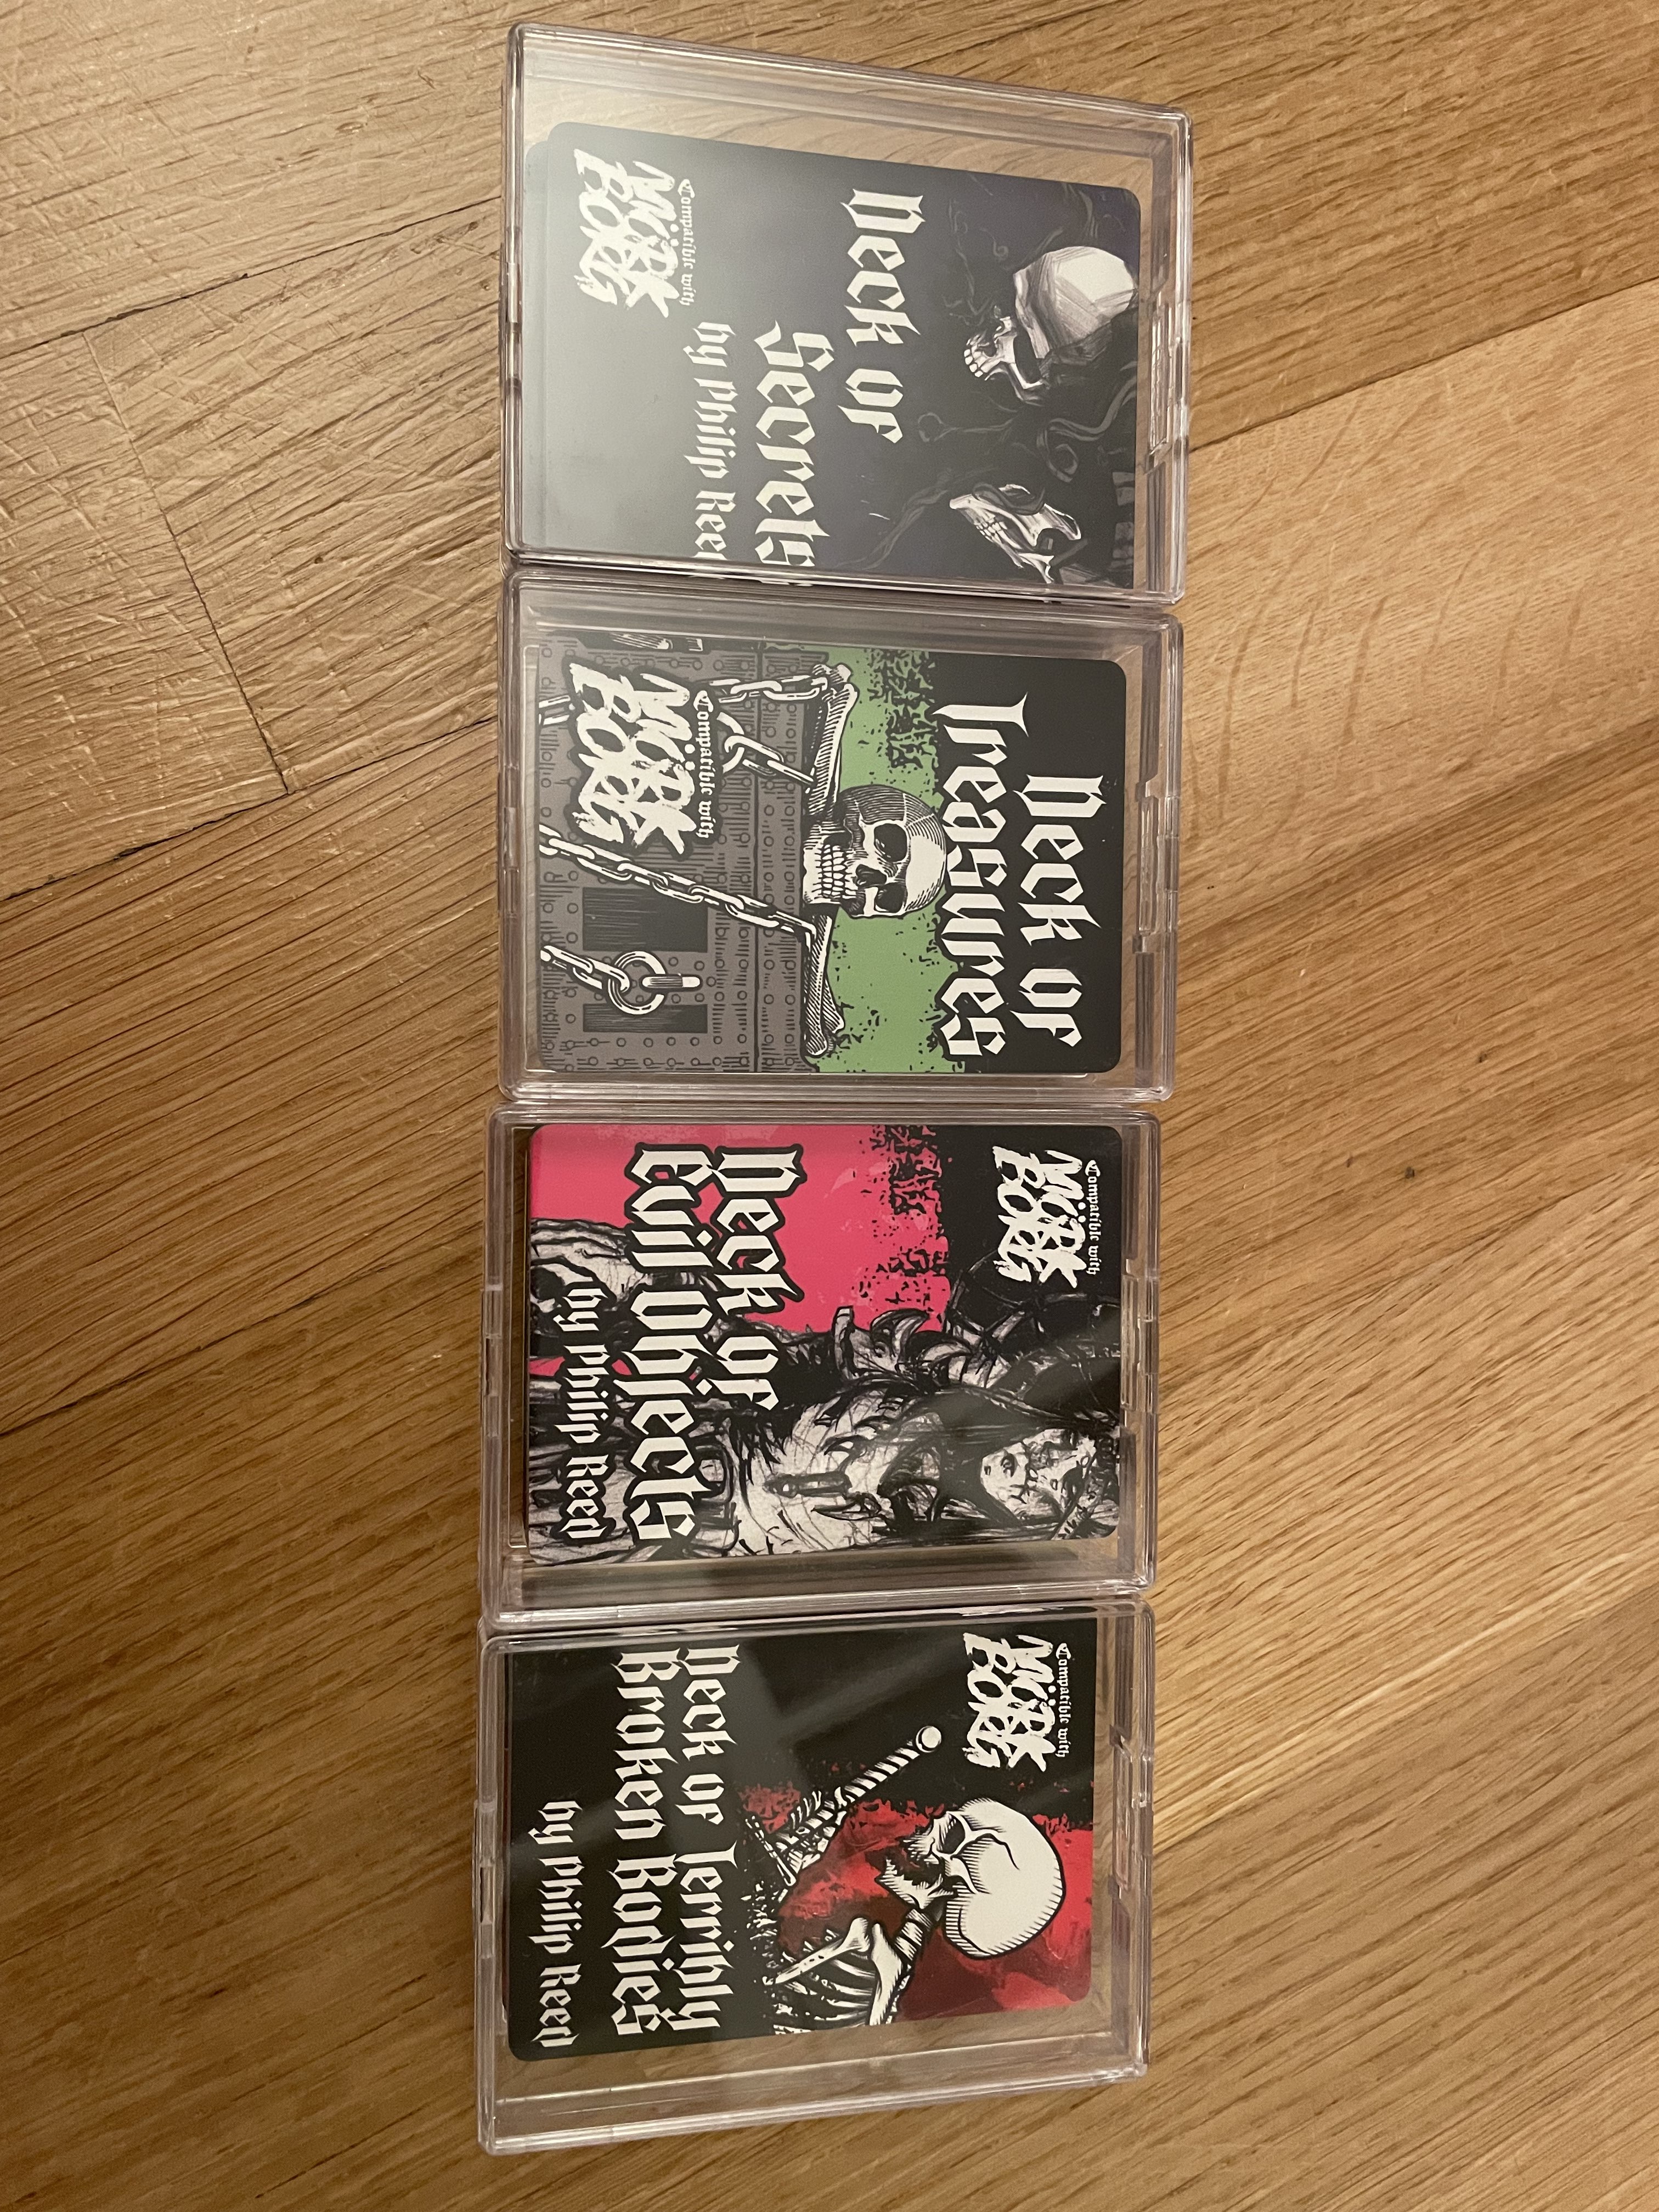 Deck of
Secrets
by Philip Reed
Compatible with
MÖRK
BORG
Deck of
Treasures
Compatible with
MÖRK
BORG
Compatible with
MÖRK
BORG
Deck of
Evil Objects
by Philip Reed
Compatible with
MÖRK
BORG
Deck of Terribly
Broken Bodies
by Philip Reed